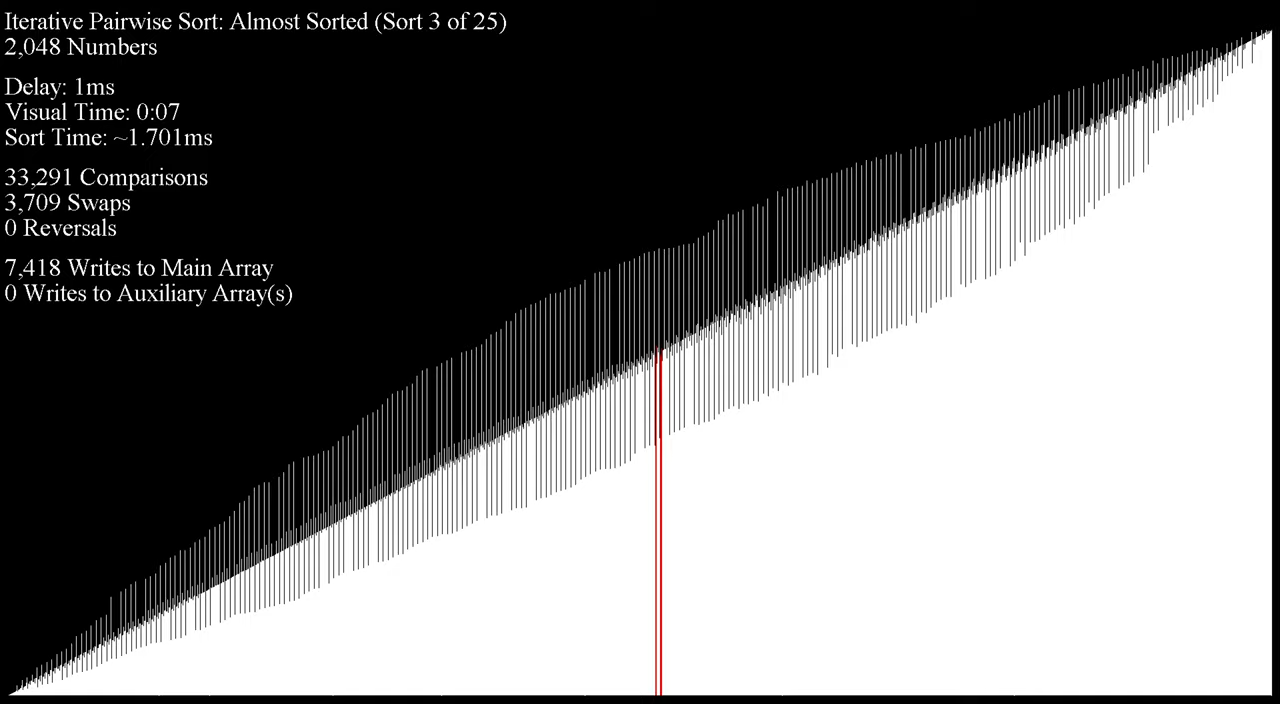 Iterative Pairwise Sort: Almost Sorted (Sort 3 of 25)
2,048 Numbers
Delay: 1ms
Visual Time: 0:07
Sort Time: ~1.701ms
33,291 Comparisons
3,709 Swaps
0 Reversals
7,418 Writes to Main Array
0 Writes to Auxiliary Array(s)